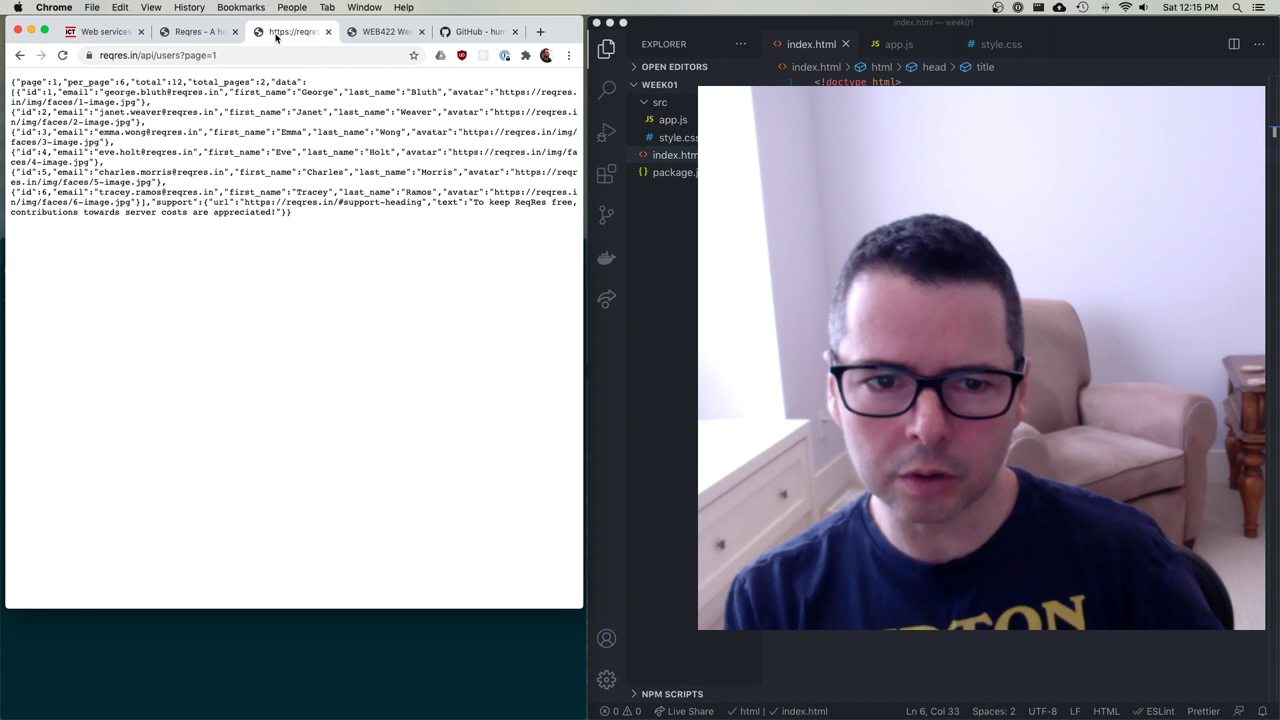 Chrome File Edit View History Bookmarks People Tab Window Help
Sat 12:15 PM
Web services
Reqres - A ho
https://reqres
WEB422 Wee
GitHub - hum
reqres.in/api/users?page=1
{"page":1,"per_page":6,"total":12,"total_pages":2,"data":
[{"id":1,"email":"george.bluth@reqres.in","first_name":"George","last_name":"Bluth","avatar":"https://reqres.
in/img/faces/1-image.jpg"},
{"id":2,"email":"janet.weaver@reqres.in","first_name":"Janet","last_name":"Weaver","avatar":"https://reqres.i
n/img/faces/2-image.jpg"},
{"id":3,"email":"emma.wong@reqres.in","first_name":"Emma","last_name":"Wong","avatar":"https://reqres.in/img/
faces/3-image.jpg"},
{"id":4,"email":"eve.holt@reqres.in","first_name":"Eve","last_name":"Holt","avatar":"https://reqres.in/img/fa
ces/4-image.jpg"},
{"id":5,"email":"charles.morris@reqres.in","first_name":"Charles","last_name":"Morris","avatar":"https://reqr
es.in/img/faces/5-image.jpg"},
{"id":6,"email":"tracey.ramos@reqres.in","first_name":"Tracey","last_name":"Ramos","avatar":"https://reqres.i
n/img/faces/6-image.jpg"}],"support":{"url":"https://reqres.in/#support-heading","text":"To keep ReqRes free,
contributions towards server costs are appreciated!"}}
index.html — week01
EXPLORER
index.html
JS app.js
# style.css
OPEN EDITORS
index.html > html > head > title
WEEK01
1 <!doctype html>
src
JS app.js
# style.css
index.htm
{} package.j
NPM SCRIPTS
0 0 Live Share html | index.html Ln 6, Col 33 Spaces: 2 UTF-8 LF HTML ESLint Prettier